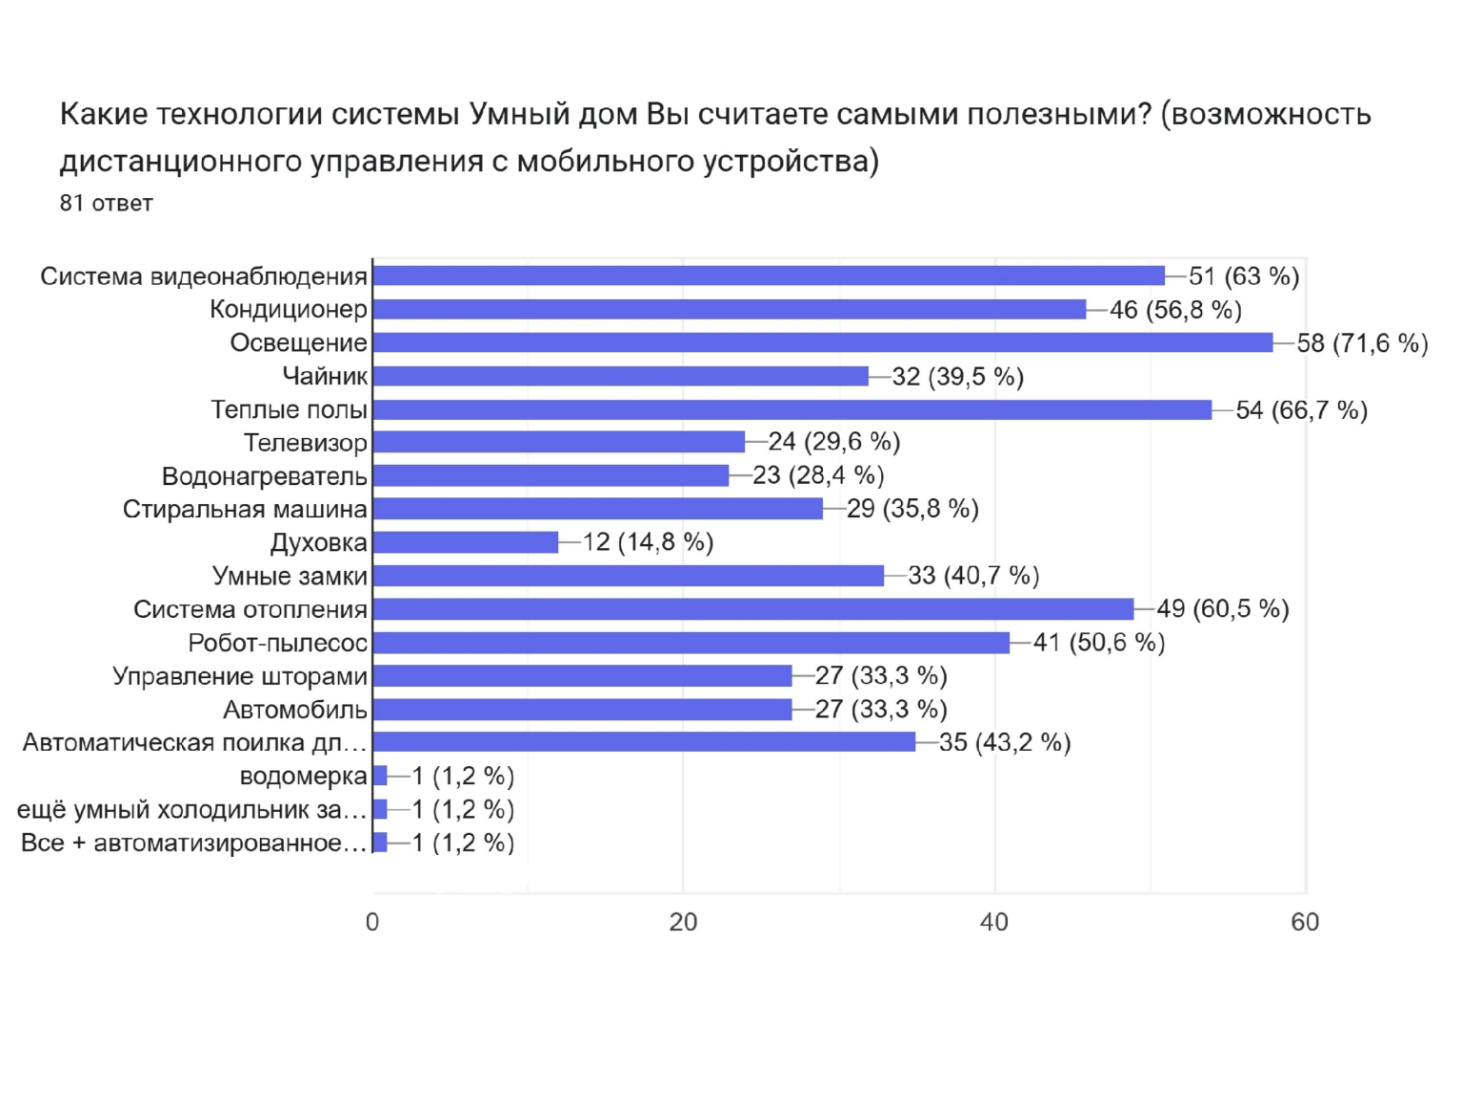 Какие технологии системы Умный дом Вы считаете самыми полезными? (возможность
дистанционного управления с мобильного устройства)
81 ответ
Система видеонаблюдения 51 (63 %)
Кондиционер 46 (56,8 %)
Освещение 58 (71,6 %)
Чайник 32 (39,5 %)
Теплые полы 54 (66,7 %)
Телевизор 24 (29,6 %)
Водонагреватель 23 (28,4 %)
Стиральная машина 29 (35,8 %)
Духовка 12 (14,8 %)
Умные замки 33 (40,7 %)
Система отопления 49 (60,5 %)
Робот-пылесос 41 (50,6 %)
Управление шторами 27 (33,3 %)
Автомобиль 27 (33,3 %)
Автоматическая поилка дл… 35 (43,2 %)
водомерка 1 (1,2 %)
ещё умный холодильник за… 1 (1,2 %)
Все + автоматизированное… 1 (1,2 %)
0 20 40 60